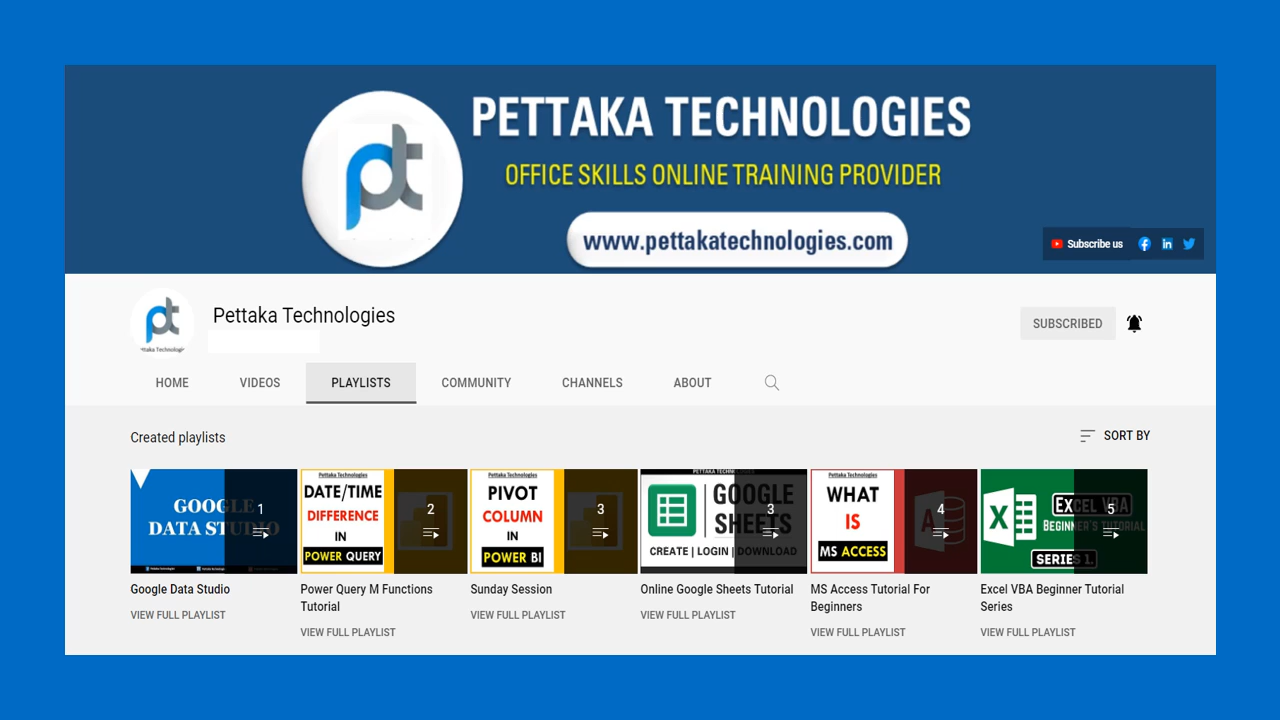 PETTAKA TECHNOLOGIES
OFFICE SKILLS ONLINE TRAINING PROVIDER
www.pettakatechnologies.com
pt
Subscribe us
pt
Pettaka Technologies
SUBSCRIBED
HOME VIDEOS PLAYLISTS COMMUNITY CHANNELS ABOUT
Created playlists
SORT BY
GOOGLE
DATA STUDIO
1
Google Data Studio
VIEW FULL PLAYLIST
Pettaka Technologies
DATE/TIME
DIFFERENCE
IN
POWER QUERY
2
Power Query M Functions
Tutorial
VIEW FULL PLAYLIST
Pettaka Technologies
PIVOT
COLUMN
IN
POWER BI
3
Sunday Session
VIEW FULL PLAYLIST
PETTAKA TECHNOLOGIES
GOOGLE
SHEETS
CREATE | LOGIN | DOWNLOAD
3
Online Google Sheets Tutorial
VIEW FULL PLAYLIST
Pettaka Technologies
WHAT
IS
MS ACCESS
A
4
MS Access Tutorial For
Beginners
VIEW FULL PLAYLIST
X
EXCEL VBA
BEGINNER'S TUTORIAL
SERIES 1.
5
Excel VBA Beginner Tutorial
Series
VIEW FULL PLAYLIST